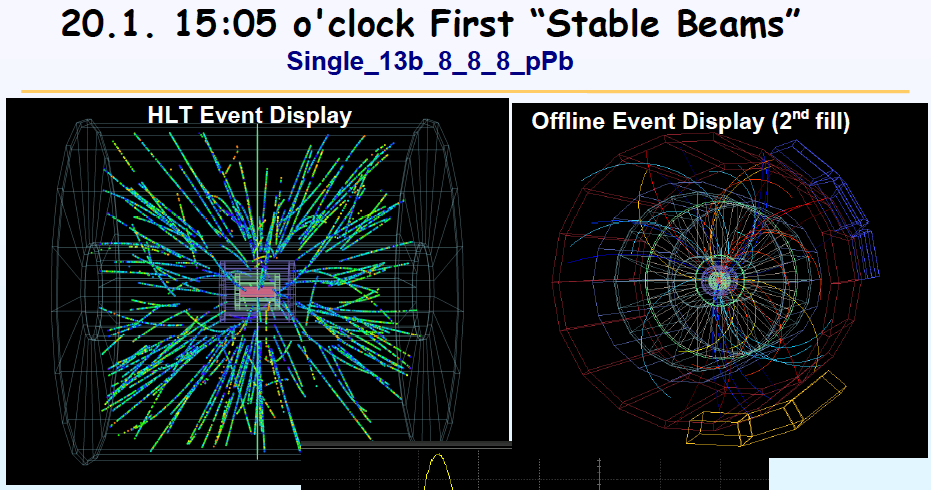 20.1. 15:05 o'clock First “Stable Beams”
Single_13b_8_8_8_pPb
HLT Event Display
Offline Event Display (2nd fill)